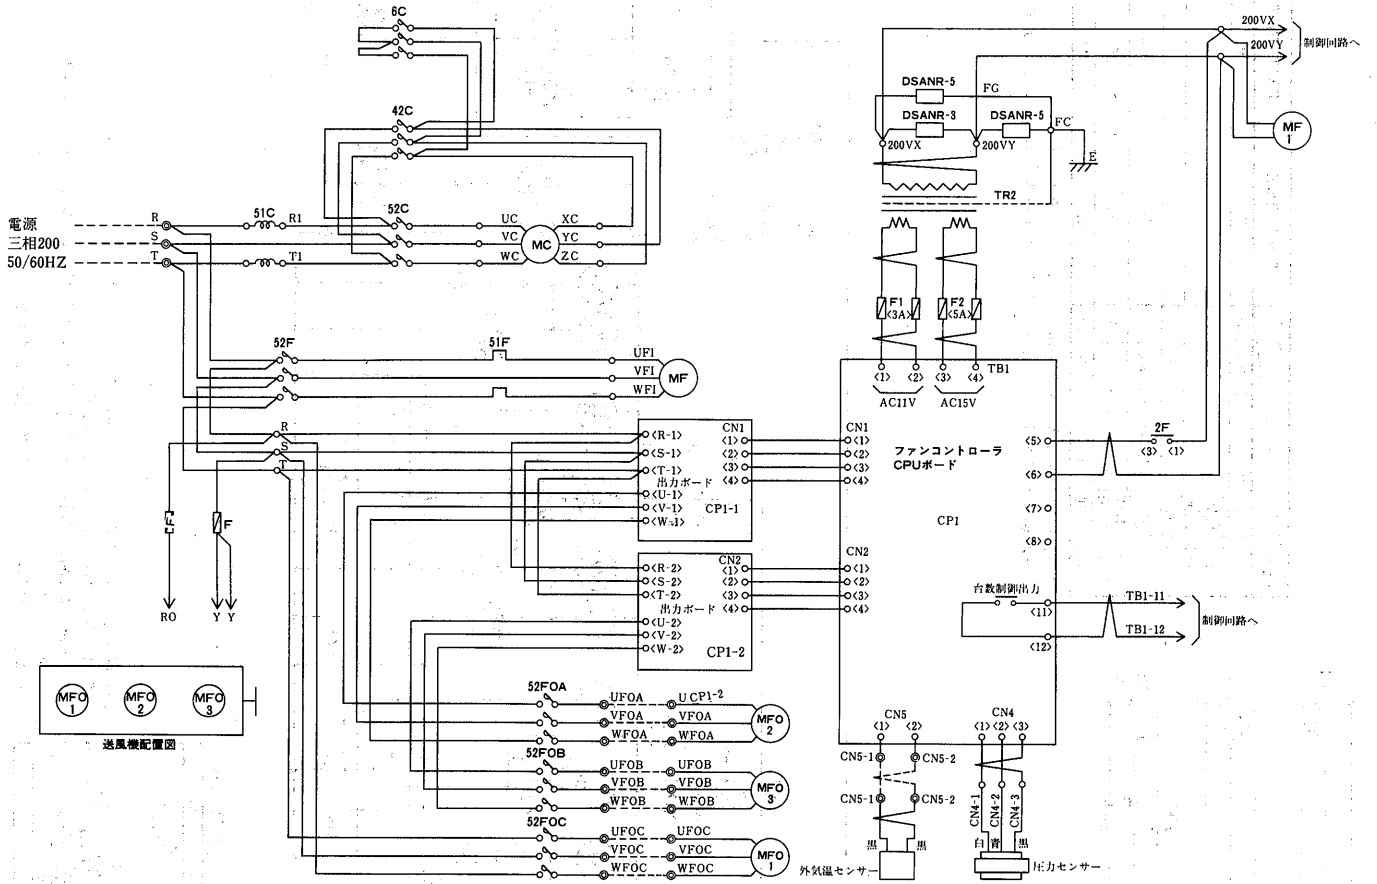 6C
42C
52C
51C
R1
T1
電源
三相200
50/60HZ
R
S
T
UC
VC
WC
MC
XC
YC
ZC
200VX
200VY
制御回路へ
DSANR-5
FG
DSANR-3
DSANR-5
FC
200VX
200VY
E
TR2
MF
1
F1
<3A>
F2
<5A>
52F
51F
UFI
VFI
WFI
MF
<1>
<2>
<3>
<4>
TB1
AC11V
AC15V
R
S
T
F
F
RO
Y
Y
<R-1>
<S-1>
<T-1>
出力ボード
<U-1>
<V-1>
<W-1>
CN1
<1>
<2>
<3>
<4>
CP1-1
CN1
<1>
<2>
<3>
<4>
ファンコントローラ
CPUボード
CP1
<5>
<6>
<7>
<8>
2F
<3>
<1>
<R-2>
<S-2>
<T-2>
出力ボード
<U-2>
<V-2>
<W-2>
CN2
<1>
<2>
<3>
<4>
CP1-2
CN2
<1>
<2>
<3>
<4>
台数制御出力
<11>
<12>
TB1-11
TB1-12
制御回路へ
MFO
1
MFO
2
MFO
3
送風機配置図
52FOA
UFOA
VFOA
WFOA
U CP1-2
VFOA
WFOA
MFO
2
52FOB
UFOB
VFOB
WFOB
UFOB
VFOB
WFOB
MFO
3
52FOC
UFOC
VFOC
WFOC
UFOC
VFOC
WFOC
MFO
1
CN5
<1>
<2>
CN5-1
CN5-2
CN5-1
CN5-2
黒
黒
外気温センサー
CN4
<1>
<2>
<3>
CN4-1
CN4-2
CN4-3
白
青
黒
圧力センサー